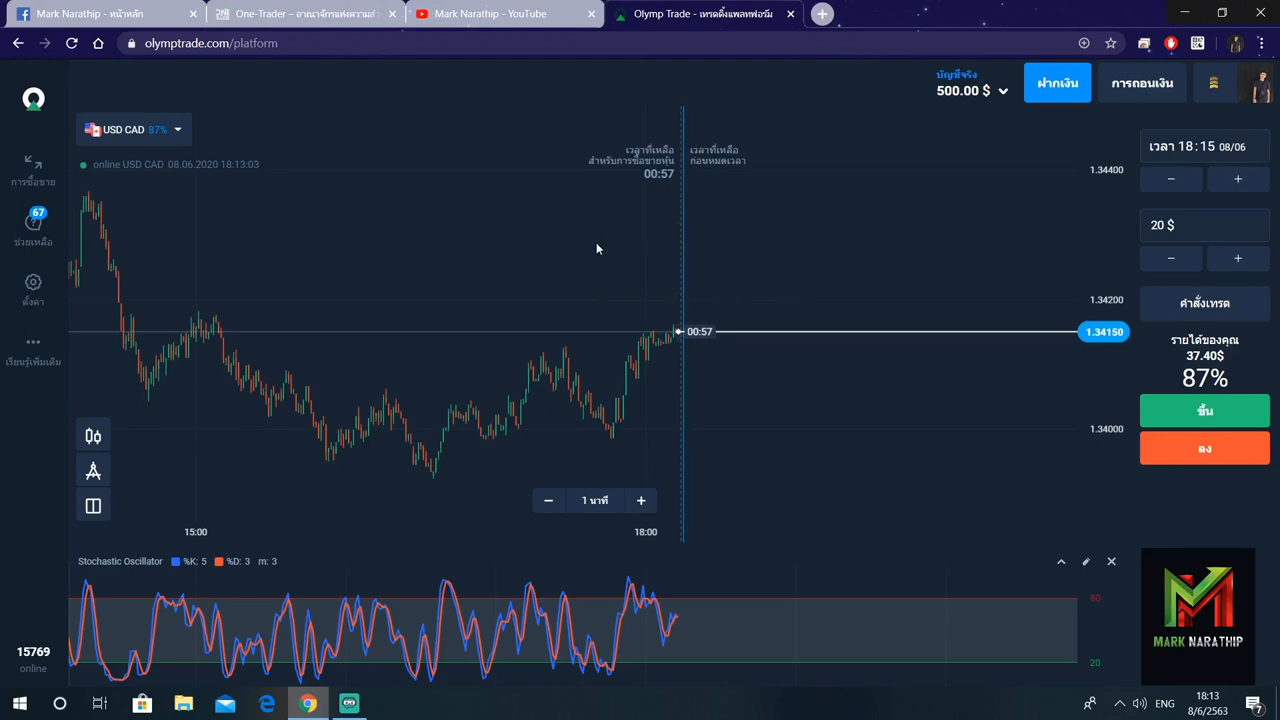 Mark Narathip - หน้าหลัก
One-Trader – อาณาจักรแห่งความสำ
Mark Narathip - YouTube
Olymp Trade - เทรดดิ้งแพลทฟอร์ม
olymptrade.com/platform
บัญชีจริง
500.00 $
ฝากเงิน
การถอนเงิน
USD CAD 87%
online USD CAD 08.06.2020 18:13:03
เวลาที่เหลือ
สำหรับการซื้อขายหุ้น
00:57
เวลาที่เหลือ
ก่อนหมดเวลา
การซื้อขาย
67
ช่วยเหลือ
ตั้งค่า
เรียนรู้เพิ่มเติม
15769
online
1.34400
1.34200
00:57
1.34150
1.34000
1 นาที
15:00
18:00
เวลา 18:15 08/06
20 $
คำสั่งเทรด
รายได้ของคุณ
37.40$
87%
ขึ้น
ลง
Stochastic Oscillator %K: 5 %D: 3 m: 3
80
20
MARK NARATHIP
ENG
18:13
8/6/2563
7